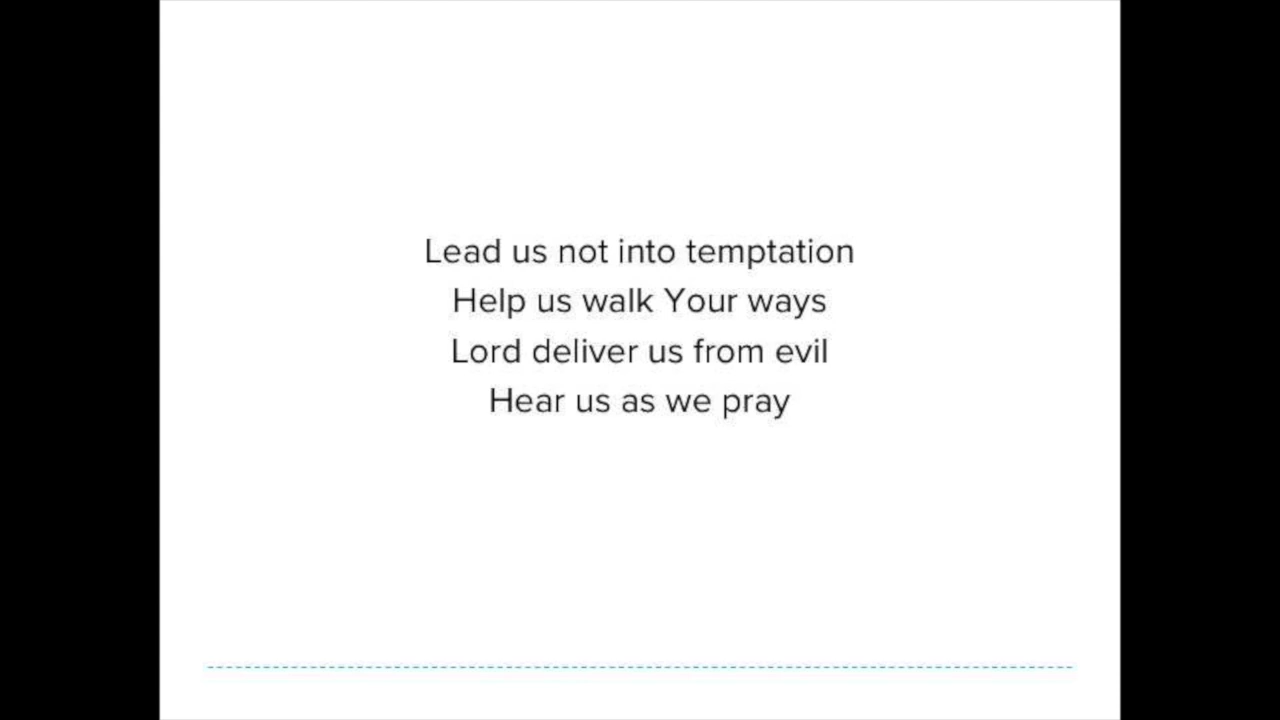 Lead us not into temptation
Help us walk Your ways
Lord deliver us from evil
Hear us as we pray